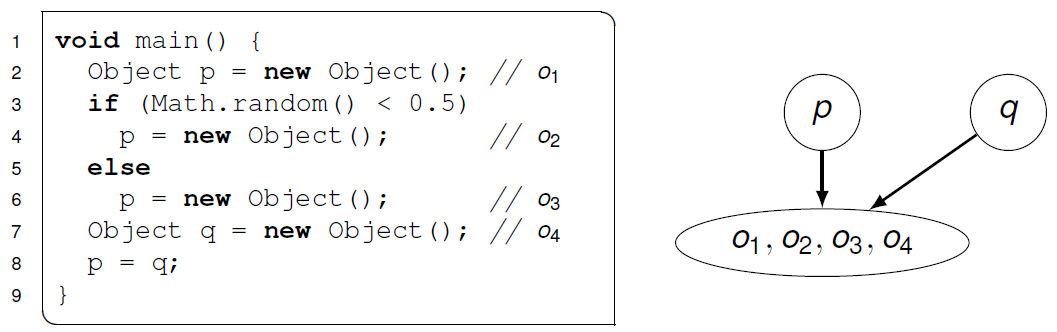 1 void main() {
2 Object p = new Object(); // o₁
3 if (Math.random() < 0.5)
4 p = new Object(); // o₂
5 else
6 p = new Object(); // o₃
7 Object q = new Object(); // o₄
8 p = q;
9 }
p
q
o₁, o₂, o₃, o₄